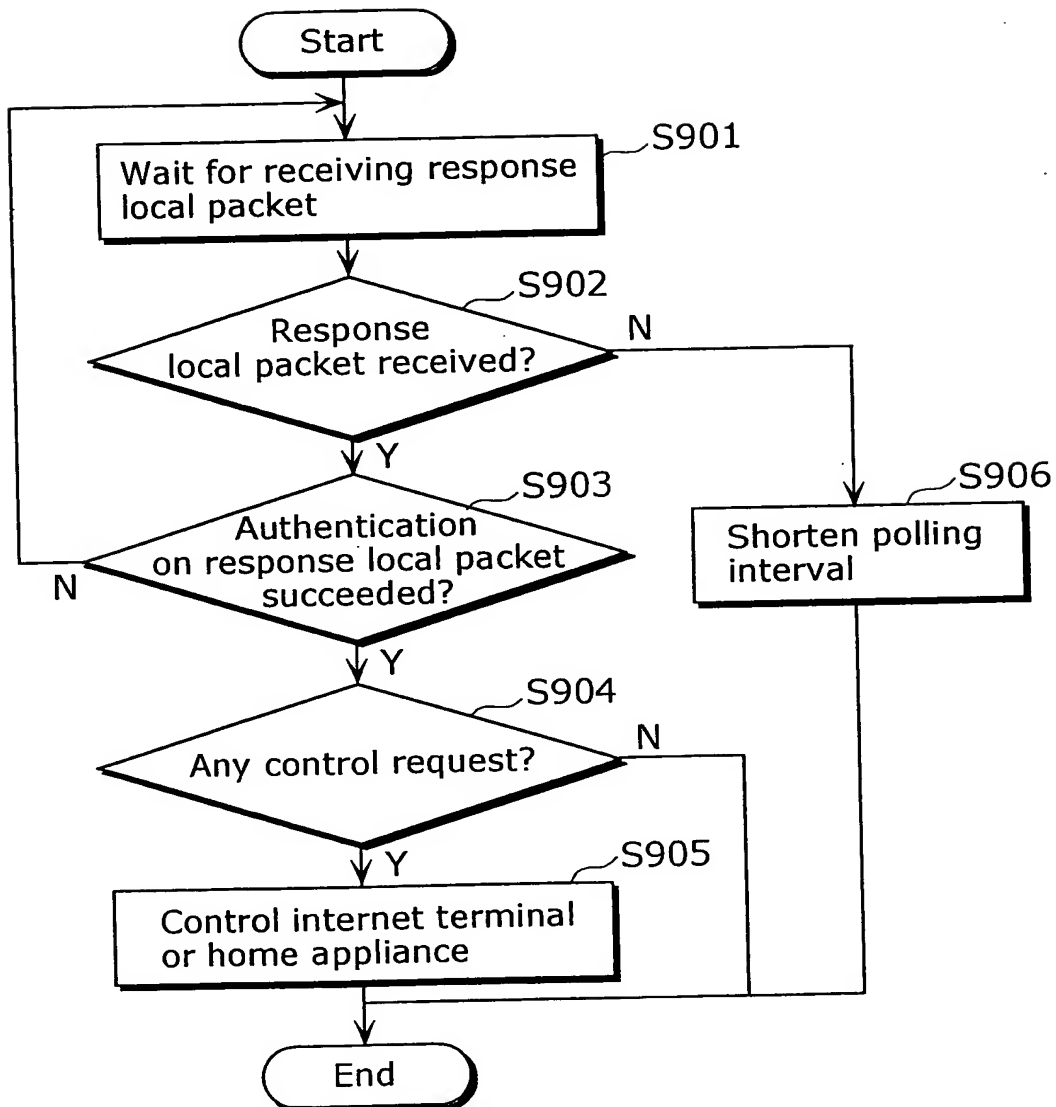 Start
S901
Wait for receiving response
local packet
S902
Response
local packet received?
N
Y
S903
Authentication
on response local packet
succeeded?
N
S906
Shorten polling
interval
Y
S904
Any control request?
N
Y
S905
Control internet terminal
or home appliance
End